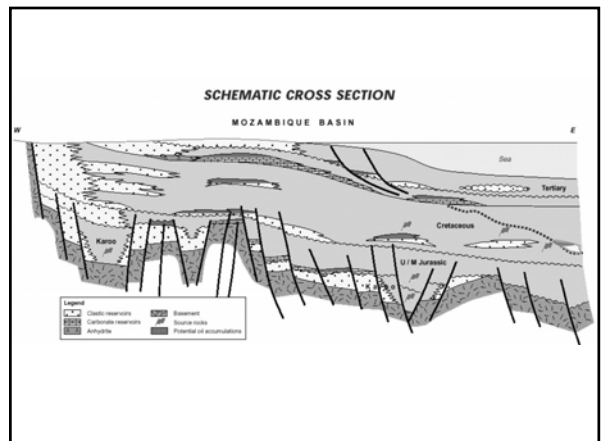 SCHEMATIC CROSS SECTION
MOZAMBIQUE BASIN
W
E
Sea
Tertiary
Cretaceous
Karoo
U / M Jurassic
Legend
Clastic reservoirs
Carbonate reservoirs
Anhydrite
Basement
Source rocks
Potential oil accumulations